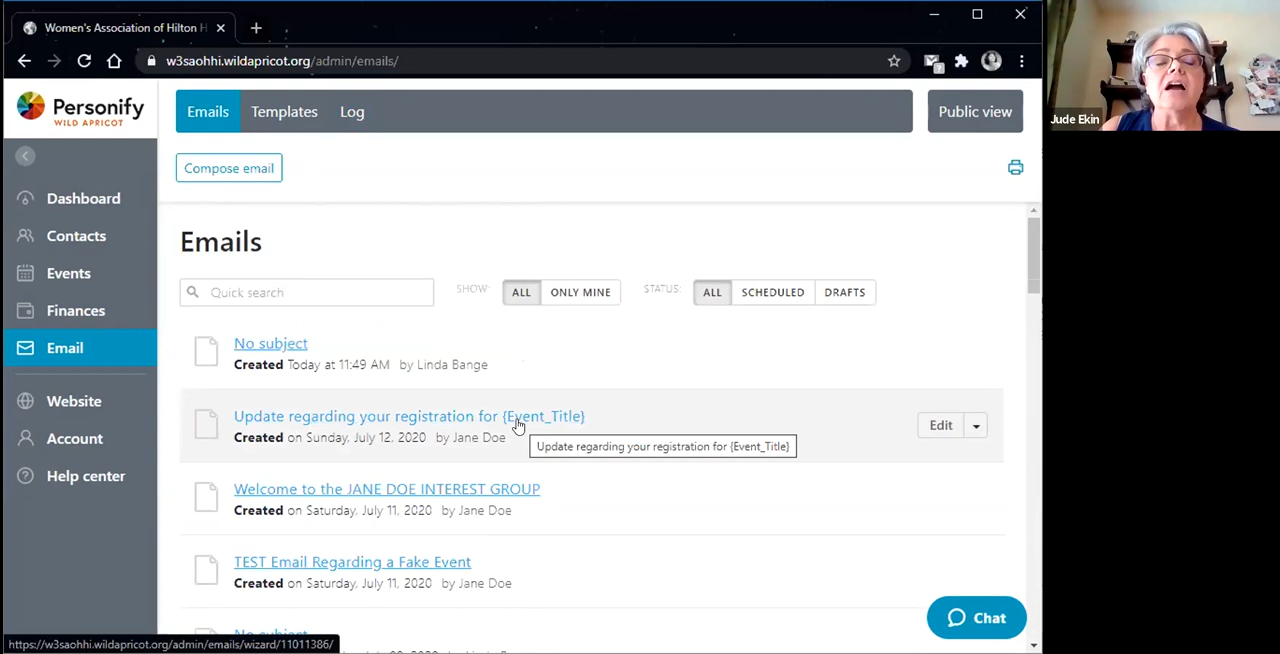 Women's Association of Hilton H
w3saohhi.wildapricot.org/admin/emails/
Personify
WILD APRICOT
Emails
Templates
Log
Public view
Compose email
Jude Ekin
Dashboard
Contacts
Events
Finances
Email
Website
Account
Help center
Emails
Quick search
SHOW:
ALL
ONLY MINE
STATUS:
ALL
SCHEDULED
DRAFTS
No subject
Created Today at 11:49 AM by Linda Bange
Update regarding your registration for {Event_Title}
Created on Sunday, July 12, 2020 by Jane Doe
Edit
Update regarding your registration for {Event_Title}
Welcome to the JANE DOE INTEREST GROUP
Created on Saturday, July 11, 2020 by Jane Doe
TEST Email Regarding a Fake Event
Created on Saturday, July 11, 2020 by Jane Doe
No subject
Chat
https://w3saohhi.wildapricot.org/admin/emails/wizard/11011386/